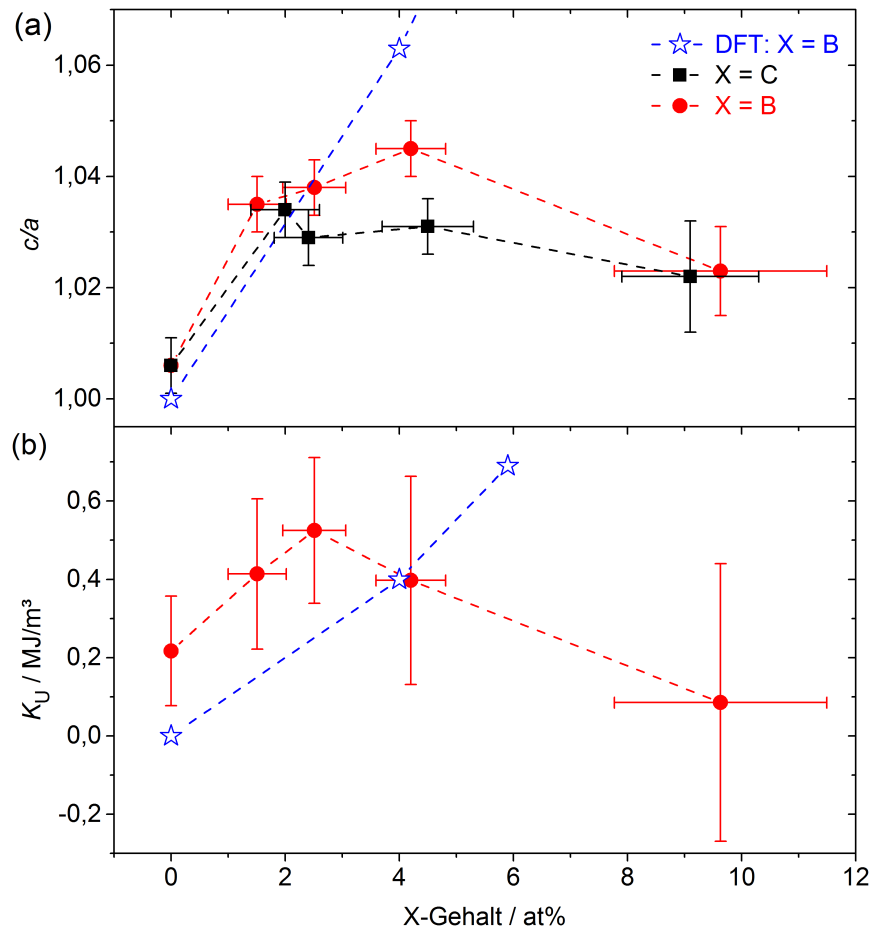 (a)
DFT: X = B
X = C
X = B
1,06
1,04
1,02
1,00
c/a
(b)
0,6
0,4
0,2
0,0
-0,2
K_U / MJ/m³
0 2 4 6 8 10 12
X-Gehalt / at%